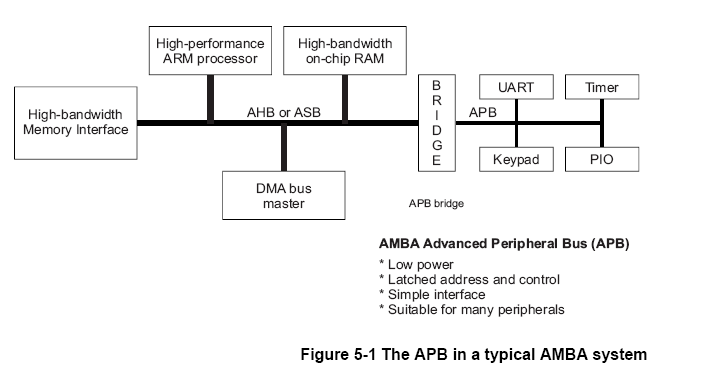 High-performance
ARM processor
High-bandwidth
on-chip RAM
High-bandwidth
Memory Interface
AHB or ASB
DMA bus
master
B
R
I
D
G
E
APB
UART
Timer
Keypad
PIO
APB bridge
AMBA Advanced Peripheral Bus (APB)
* Low power
* Latched address and control
* Simple interface
* Suitable for many peripherals
Figure 5-1 The APB in a typical AMBA system